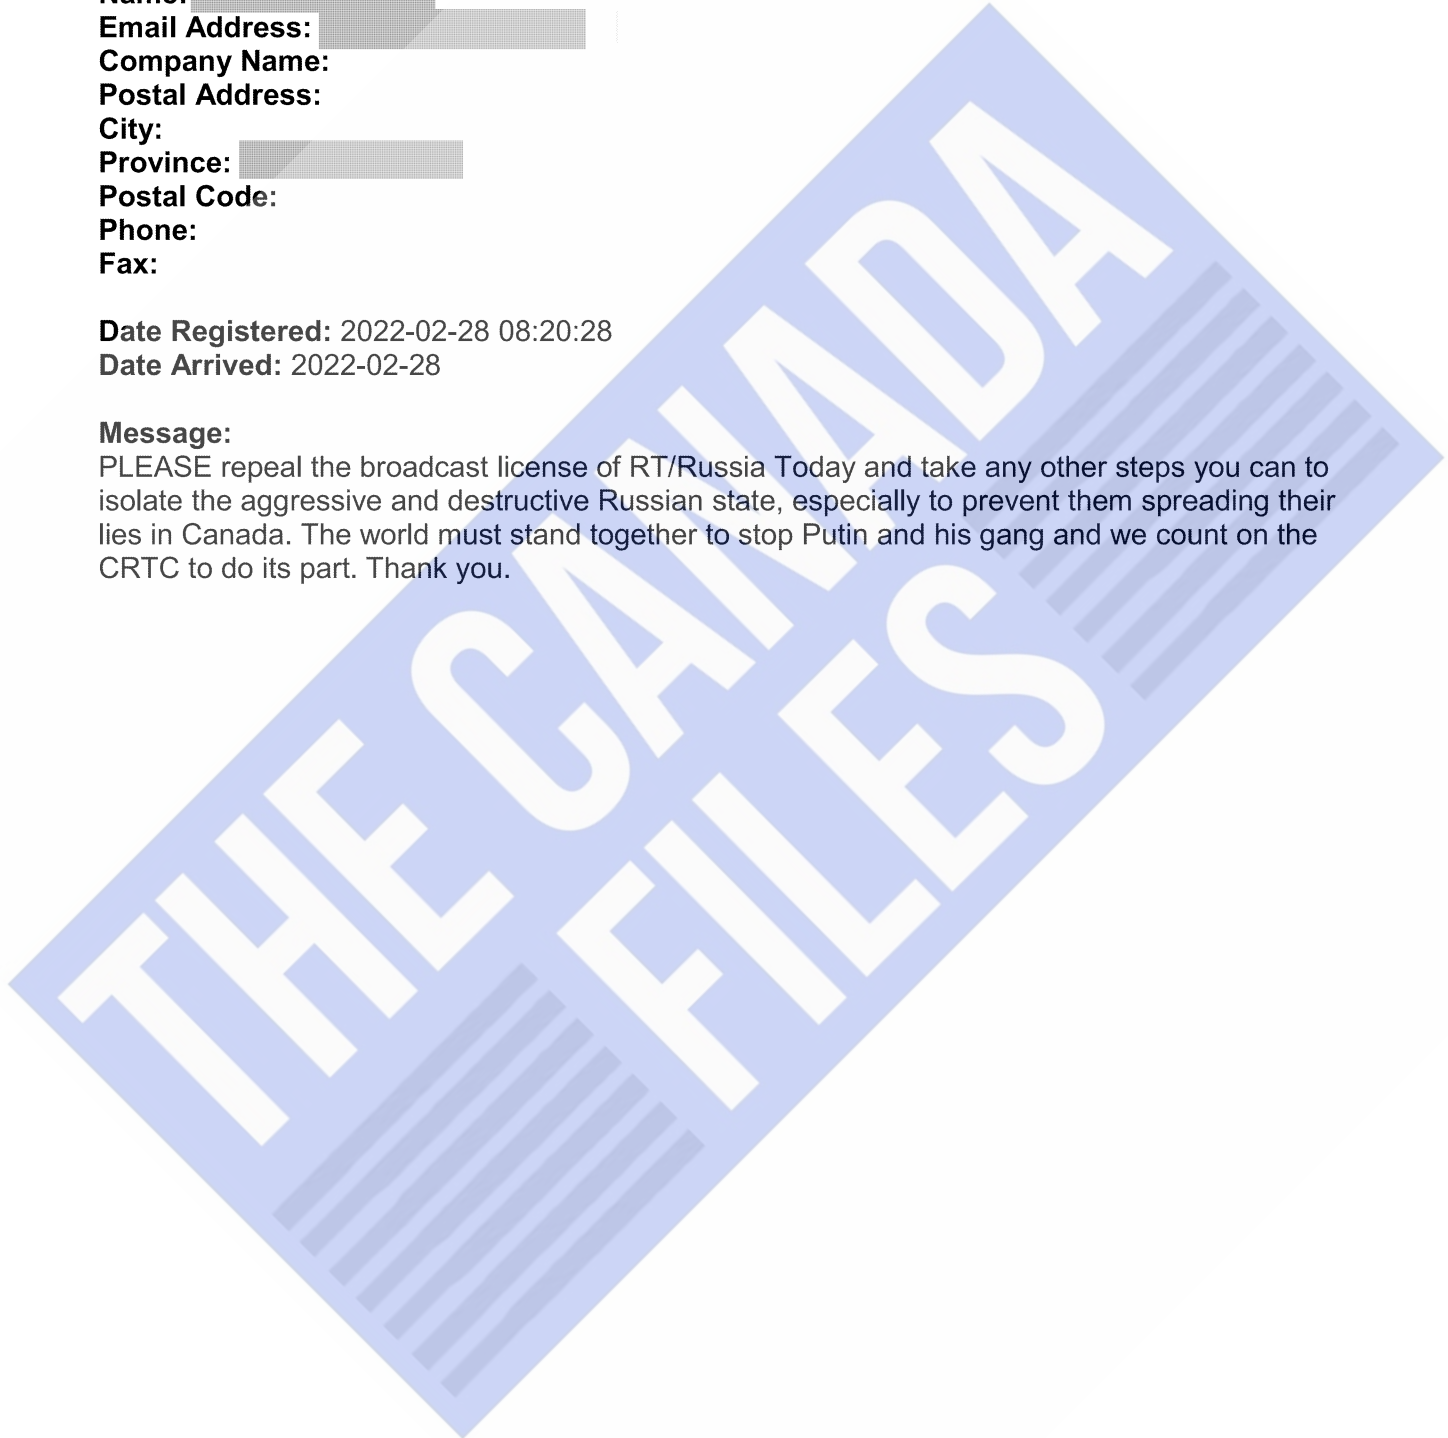 Name:
Email Address:
Company Name:
Postal Address:
City:
Province:
Postal Code:
Phone:
Fax:
Date Registered: 2022-02-28 08:20:28
Date Arrived: 2022-02-28
Message:
PLEASE repeal the broadcast license of RT/Russia Today and take any other steps you can to
isolate the aggressive and destructive Russian state, especially to prevent them spreading their
lies in Canada. The world must stand together to stop Putin and his gang and we count on the
CRTC to do its part. Thank you.
THE CANADA
FILES